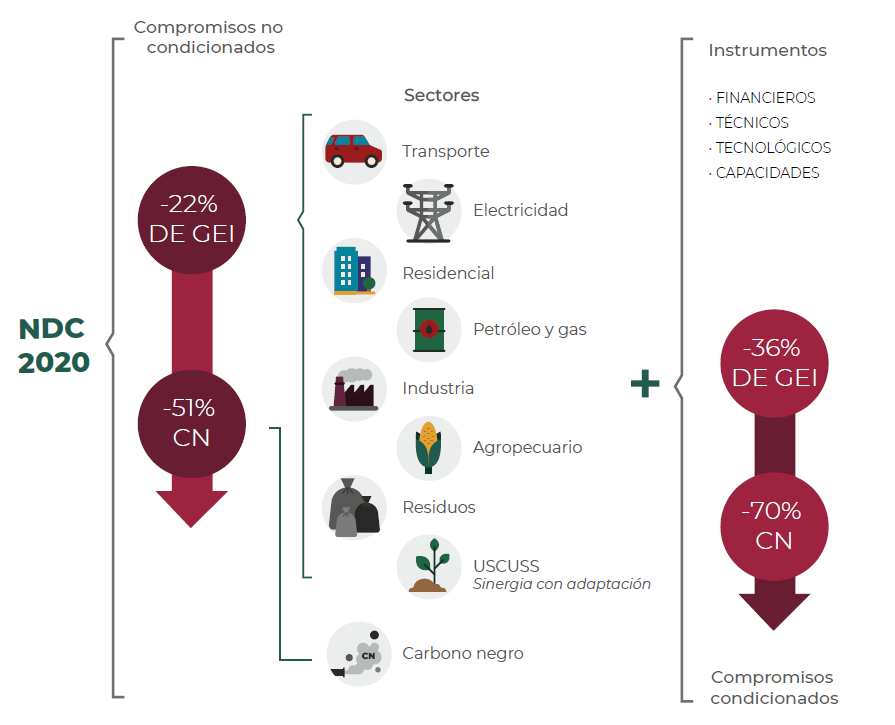 NDC
2020
Compromisos no
condicionados
-22%
DE GEI
-51%
CN
Sectores
Transporte
Electricidad
Residencial
Petróleo y gas
Industria
Agropecuario
Residuos
USCUSS
Sinergia con adaptación
CN
Carbono negro
+
Instrumentos
· FINANCIEROS
· TÉCNICOS
· TECNOLÓGICOS
· CAPACIDADES
-36%
DE GEI
-70%
CN
Compromisos
condicionados